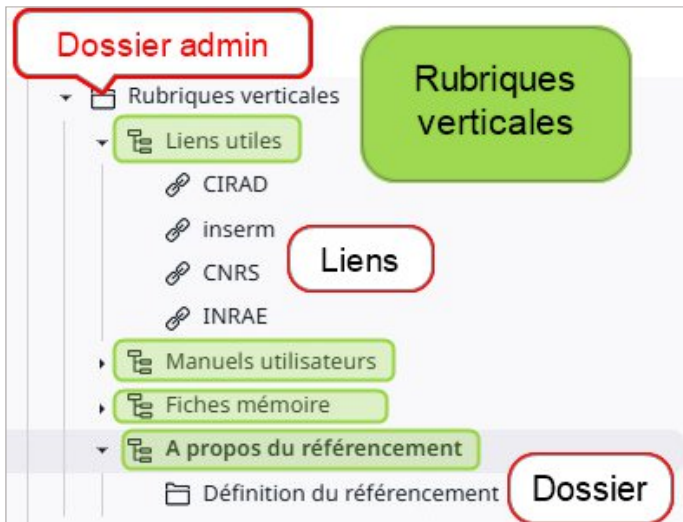 Dossier admin
Rubriques verticales
Rubriques
verticales
Liens utiles
CIRAD
inserm
Liens
CNRS
INRAE
Manuels utilisateurs
Fiches mémoire
A propos du référencement
Définition du référencement
Dossier